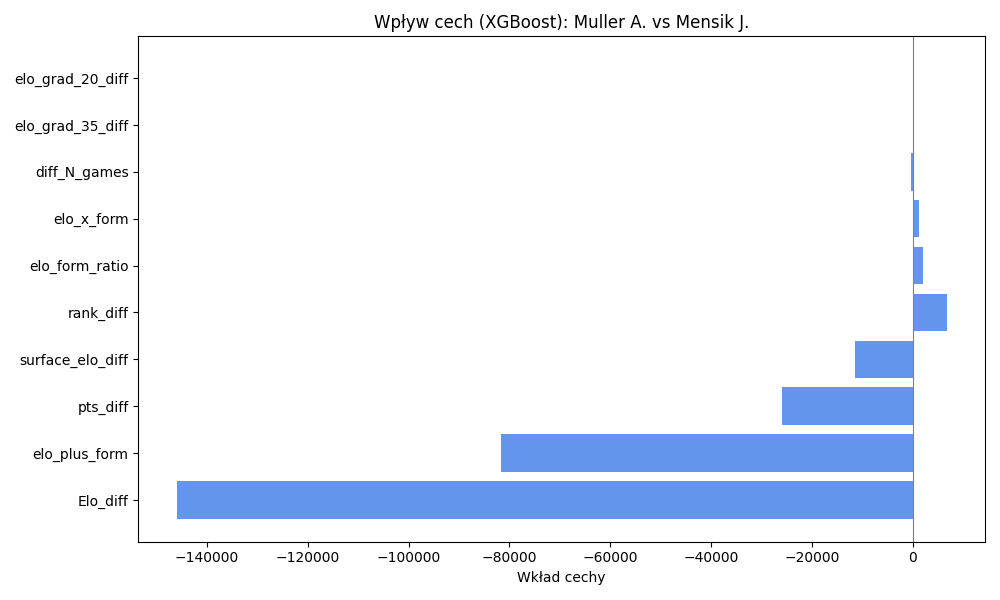 Wpływ cech (XGBoost): Muller A. vs Mensik J.
elo_grad_20_diff
elo_grad_35_diff
diff_N_games
elo_x_form
elo_form_ratio
rank_diff
surface_elo_diff
pts_diff
elo_plus_form
Elo_diff
−140000 −120000 −100000 −80000 −60000 −40000 −20000 0
Wkład cechy